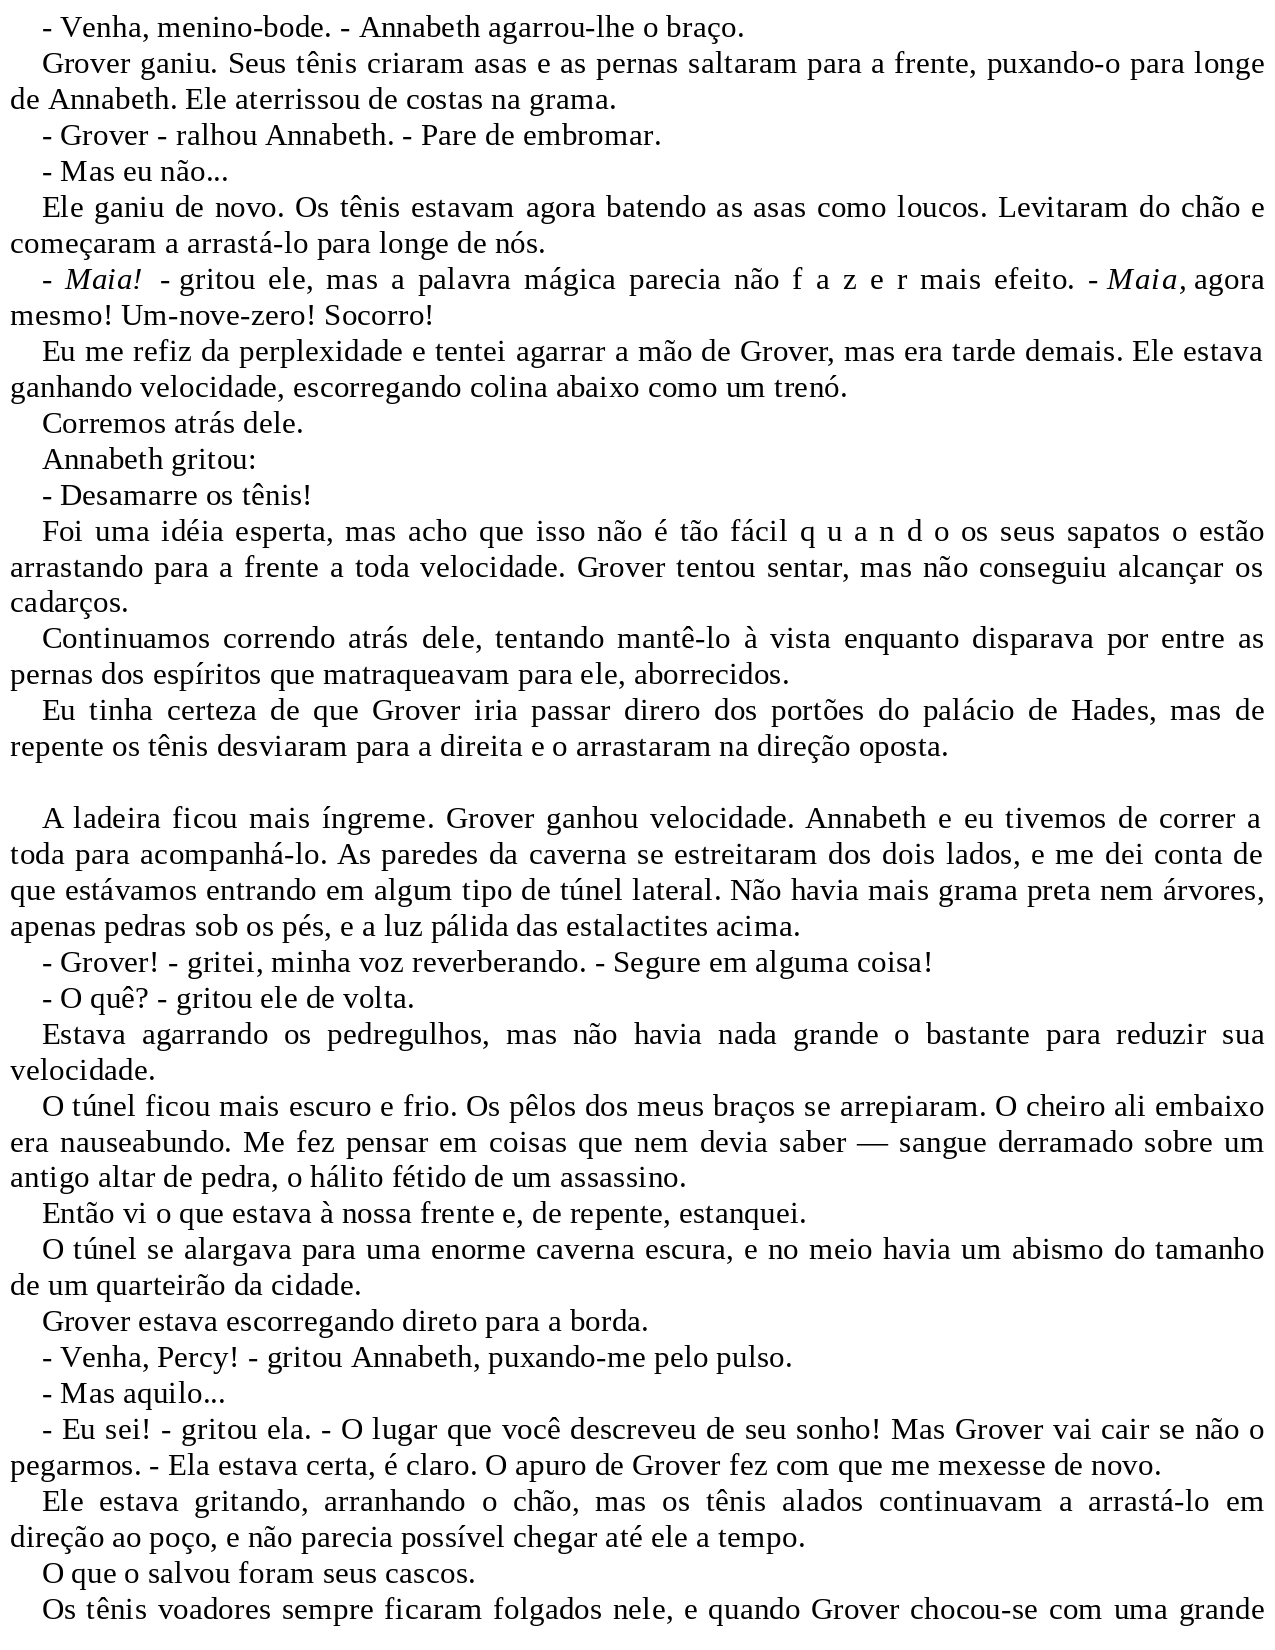 - Venha, menino-bode. - Annabeth agarrou-lhe o braço.
Grover ganiu. Seus tênis criaram asas e as pernas saltaram para a frente, puxando-o para longe
de Annabeth. Ele aterrissou de costas na grama.
- Grover - ralhou Annabeth. - Pare de embromar.
- Mas eu não...
Ele ganiu de novo. Os tênis estavam agora batendo as asas como loucos. Levitaram do chão e
começaram a arrastá-lo para longe de nós.
- Maia! - gritou ele, mas a palavra mágica parecia não f a z e r mais efeito. - Maia, agora
mesmo! Um-nove-zero! Socorro!
Eu me refiz da perplexidade e tentei agarrar a mão de Grover, mas era tarde demais. Ele estava
ganhando velocidade, escorregando colina abaixo como um trenó.
Corremos atrás dele.
Annabeth gritou:
- Desamarre os tênis!
Foi uma idéia esperta, mas acho que isso não é tão fácil q u a n d o os seus sapatos o estão
arrastando para a frente a toda velocidade. Grover tentou sentar, mas não conseguiu alcançar os
cadarços.
Continuamos correndo atrás dele, tentando mantê-lo à vista enquanto disparava por entre as
pernas dos espíritos que matraqueavam para ele, aborrecidos.
Eu tinha certeza de que Grover iria passar direro dos portões do palácio de Hades, mas de
repente os tênis desviaram para a direita e o arrastaram na direção oposta.
A ladeira ficou mais íngreme. Grover ganhou velocidade. Annabeth e eu tivemos de correr a
toda para acompanhá-lo. As paredes da caverna se estreitaram dos dois lados, e me dei conta de
que estávamos entrando em algum tipo de túnel lateral. Não havia mais grama preta nem árvores,
apenas pedras sob os pés, e a luz pálida das estalactites acima.
- Grover! - gritei, minha voz reverberando. - Segure em alguma coisa!
- O quê? - gritou ele de volta.
Estava agarrando os pedregulhos, mas não havia nada grande o bastante para reduzir sua
velocidade.
O túnel ficou mais escuro e frio. Os pêlos dos meus braços se arrepiaram. O cheiro ali embaixo
era nauseabundo. Me fez pensar em coisas que nem devia saber — sangue derramado sobre um
antigo altar de pedra, o hálito fétido de um assassino.
Então vi o que estava à nossa frente e, de repente, estanquei.
O túnel se alargava para uma enorme caverna escura, e no meio havia um abismo do tamanho
de um quarteirão da cidade.
Grover estava escorregando direto para a borda.
- Venha, Percy! - gritou Annabeth, puxando-me pelo pulso.
- Mas aquilo...
- Eu sei! - gritou ela. - O lugar que você descreveu de seu sonho! Mas Grover vai cair se não o
pegarmos. - Ela estava certa, é claro. O apuro de Grover fez com que me mexesse de novo.
Ele estava gritando, arranhando o chão, mas os tênis alados continuavam a arrastá-lo em
direção ao poço, e não parecia possível chegar até ele a tempo.
O que o salvou foram seus cascos.
Os tênis voadores sempre ficaram folgados nele, e quando Grover chocou-se com uma grande